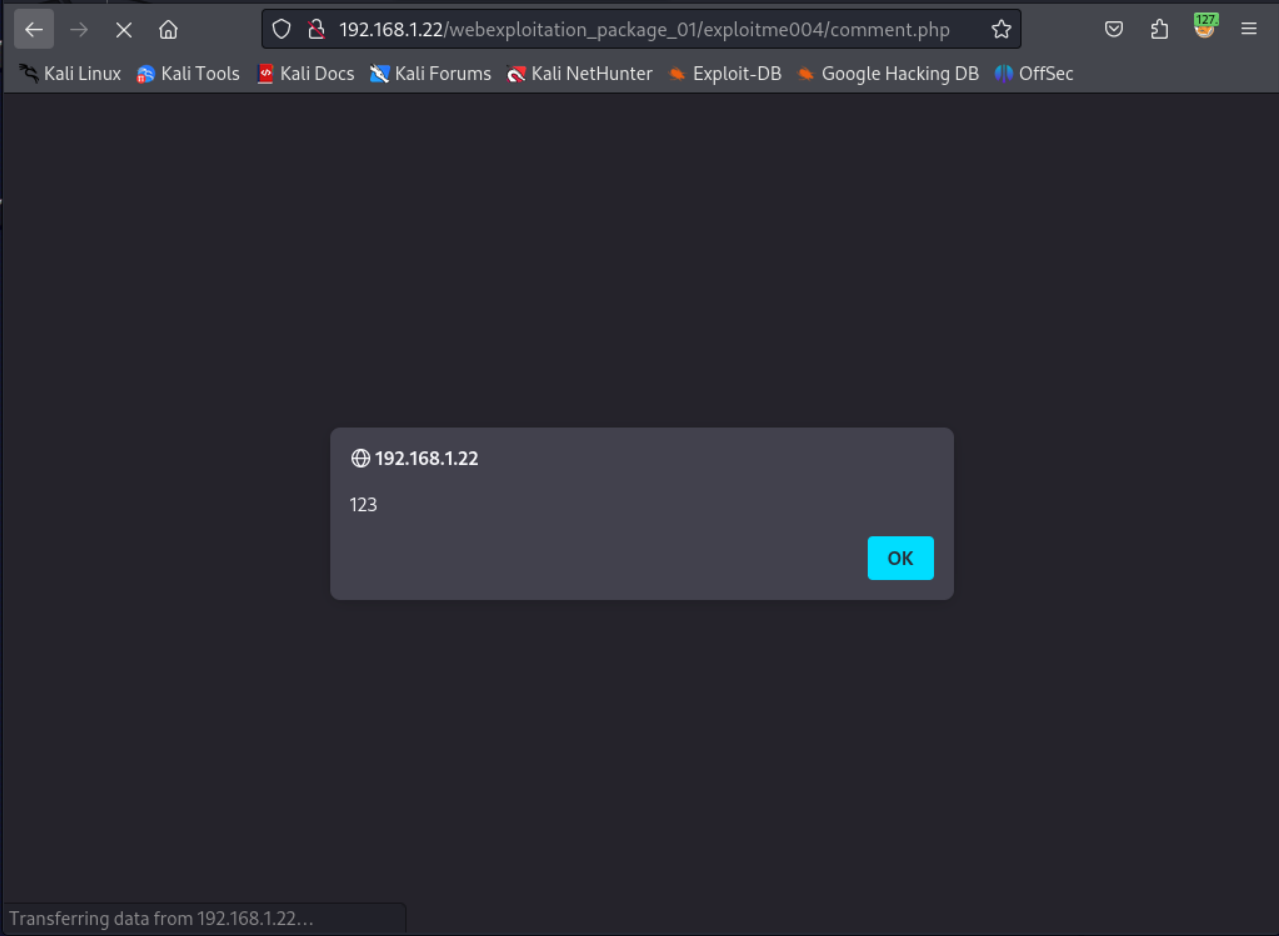 192.168.1.22/webexploitation_package_01/exploitme004/comment.php 127.
Kali Linux Kali Tools Kali Docs Kali Forums Kali NetHunter Exploit-DB Google Hacking DB OffSec
192.168.1.22
123
OK
Transferring data from 192.168.1.22…